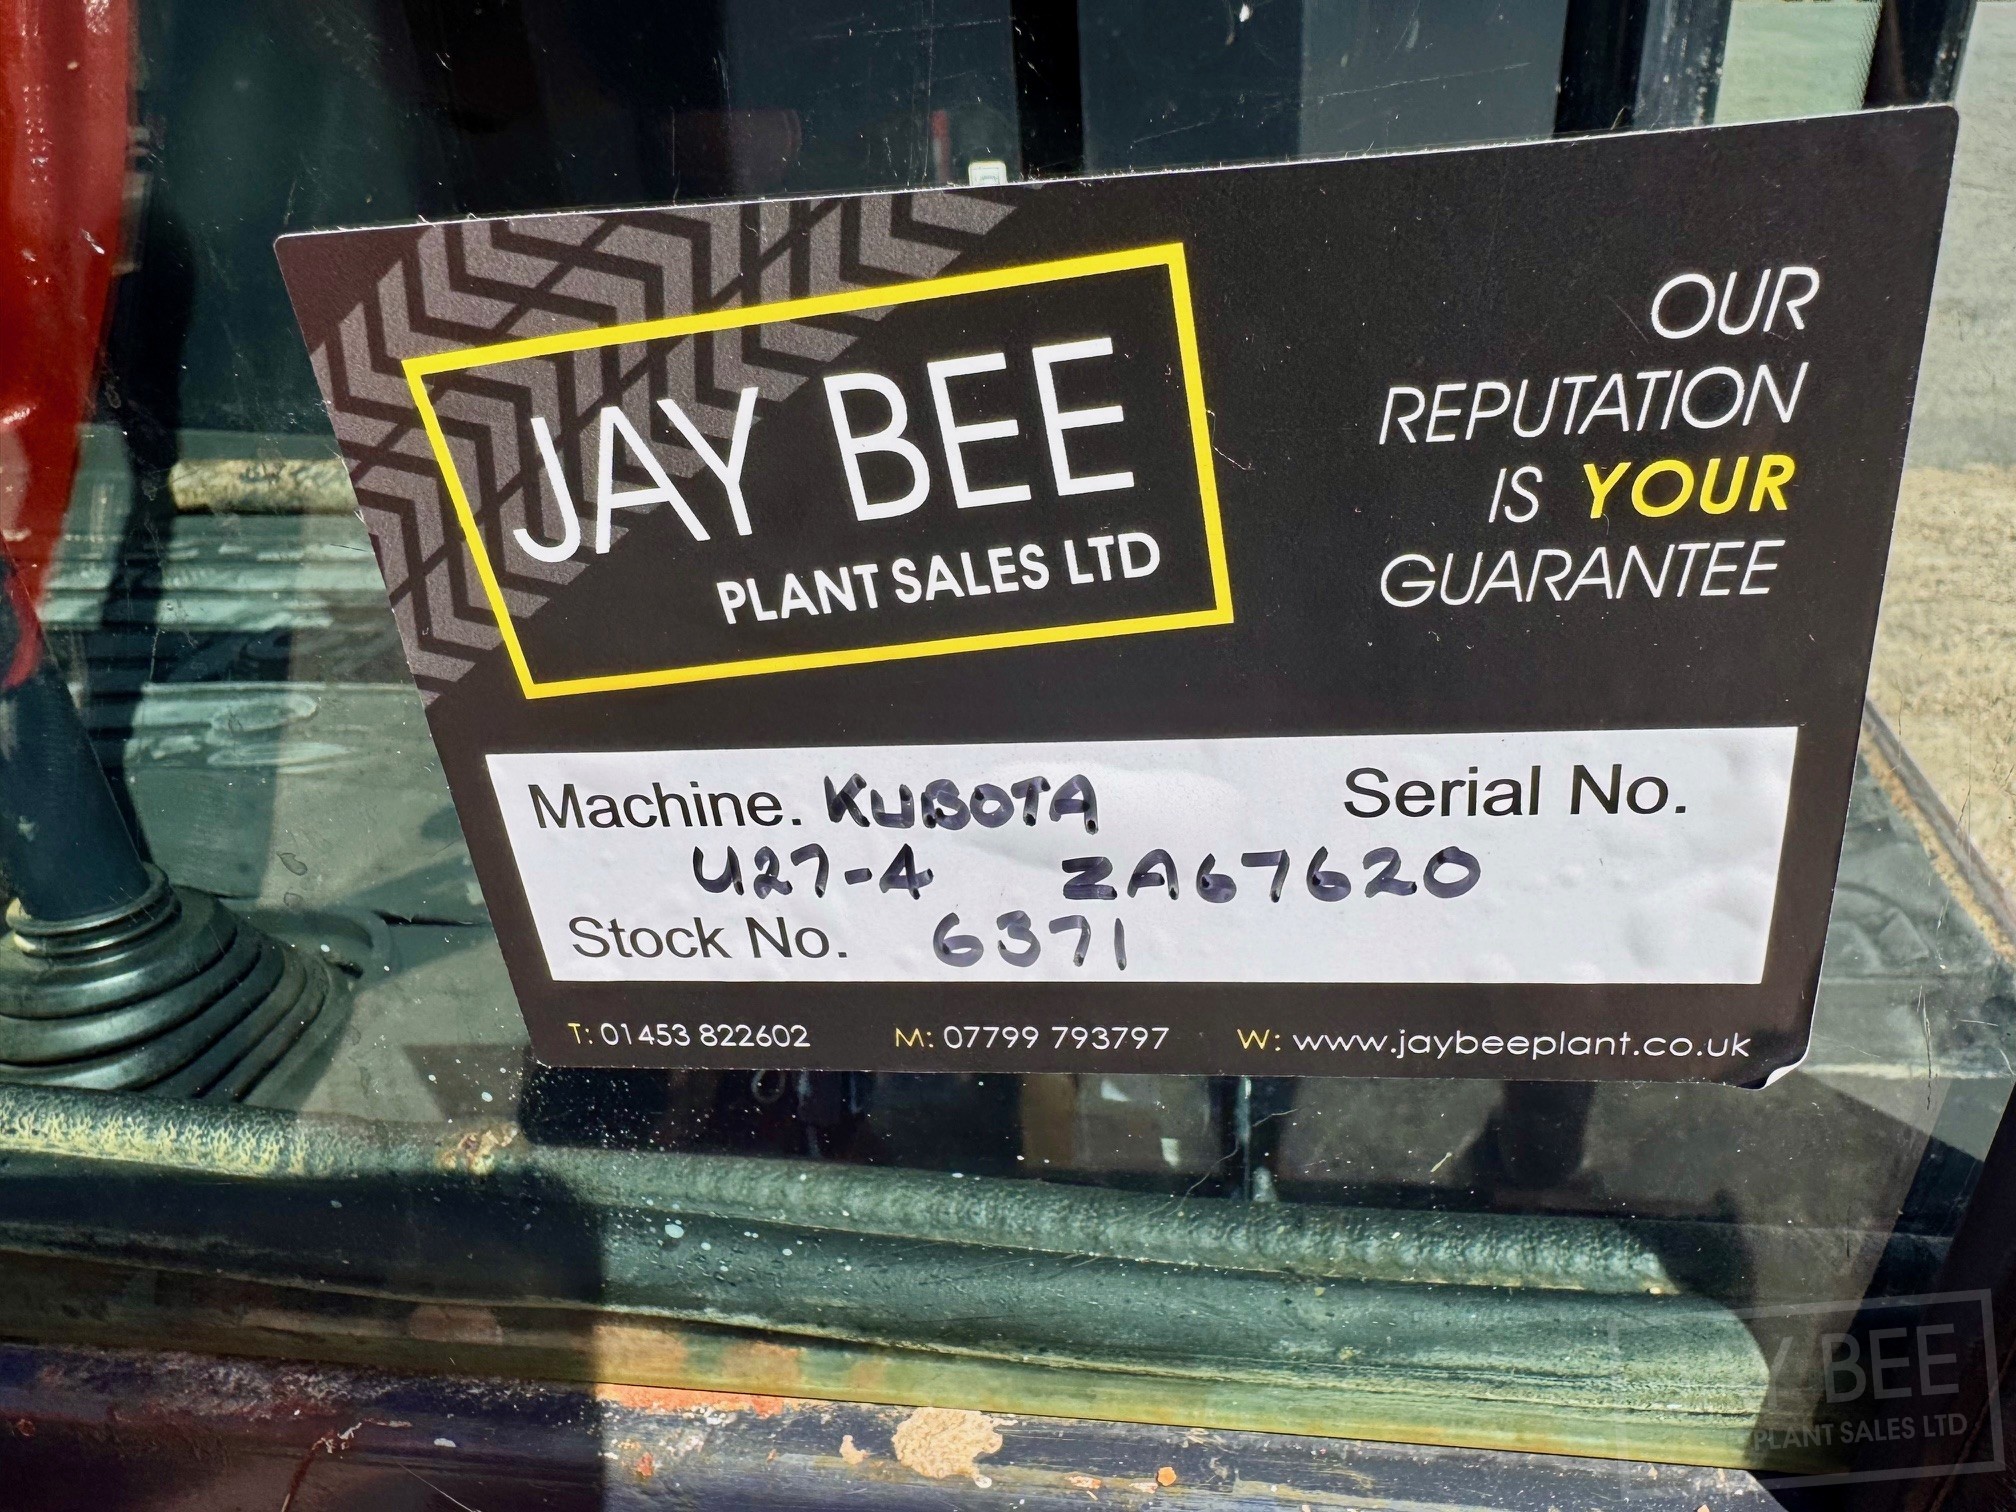 JAY BEE
PLANT SALES LTD
OUR
REPUTATION
IS YOUR
GUARANTEE
Machine. KUBOTA
Serial No.
U27-4 ZA67620
Stock No. 6371
T: 01453 822602 M: 07799 793797 W: www.jaybeeplant.co.uk
BEE
PLANT SALES LTD